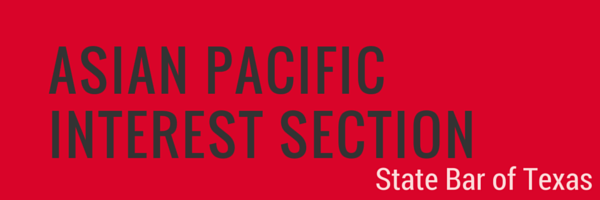 ASIAN PACIFIC
INTEREST SECTION
State Bar of Texas